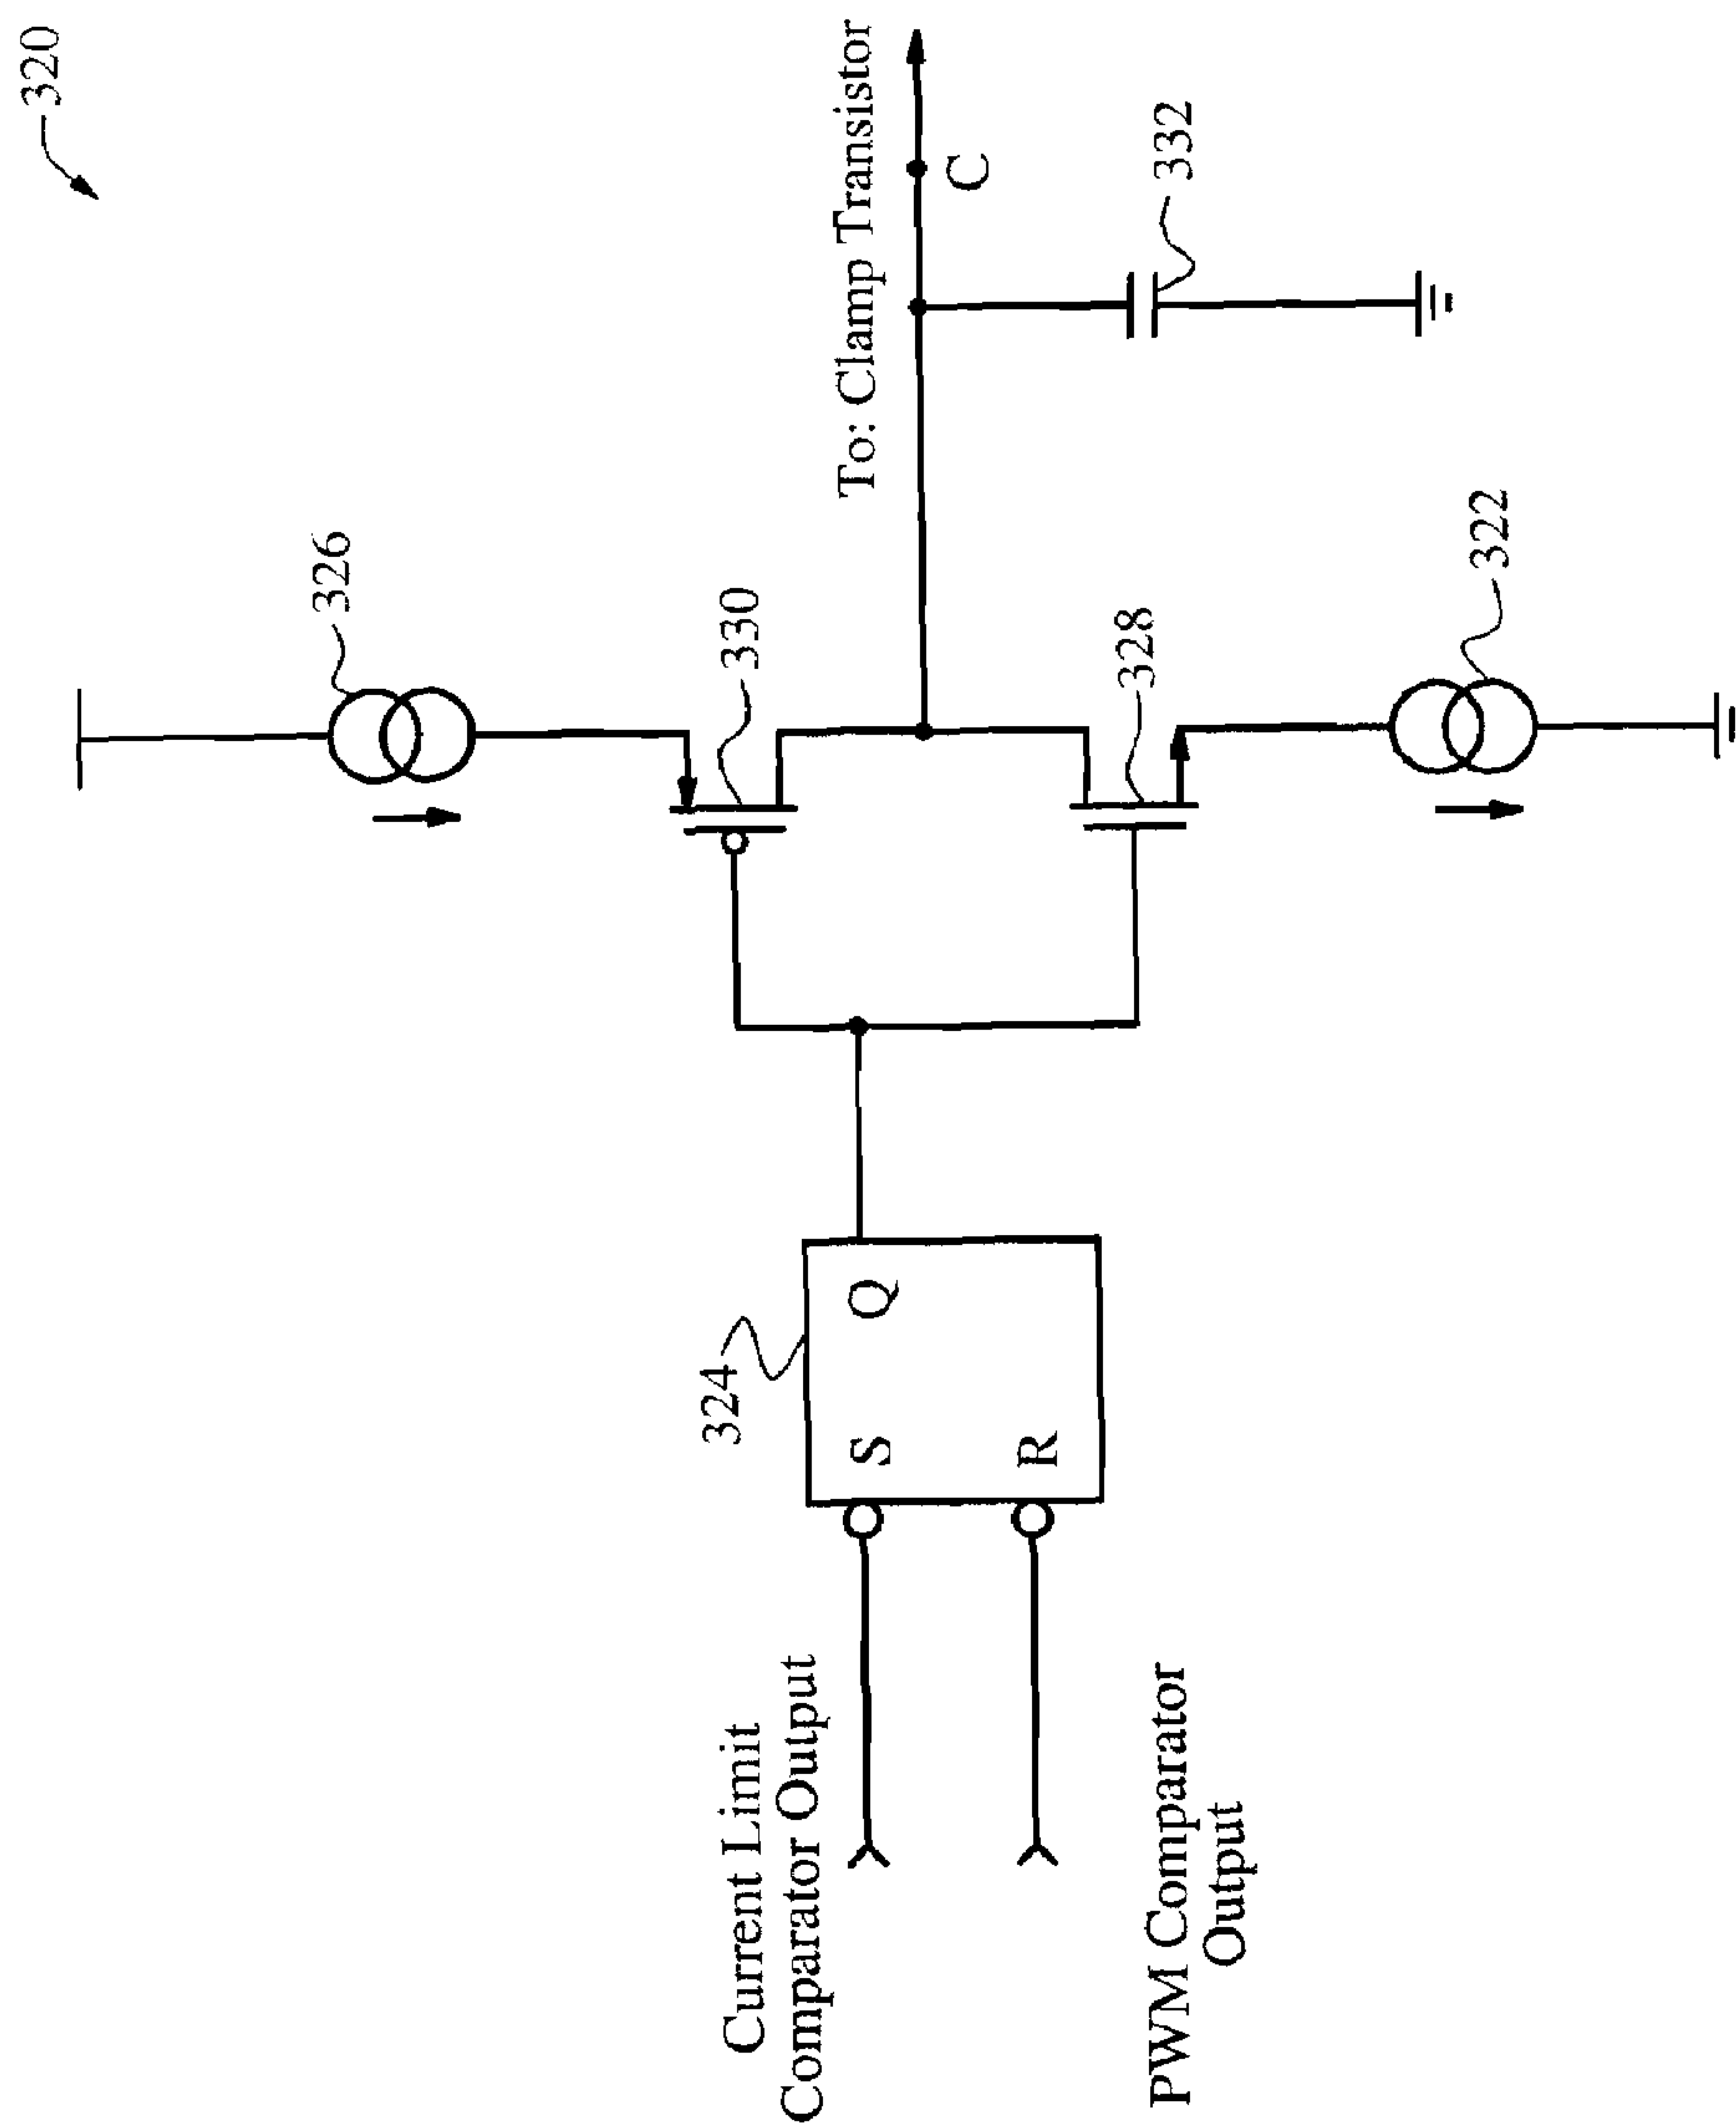 320
326
330
To: Clamp Transistor
C
332
328
322
324
S
Q
R
Current Limit
Comparator Output
PWM Comparator
Output